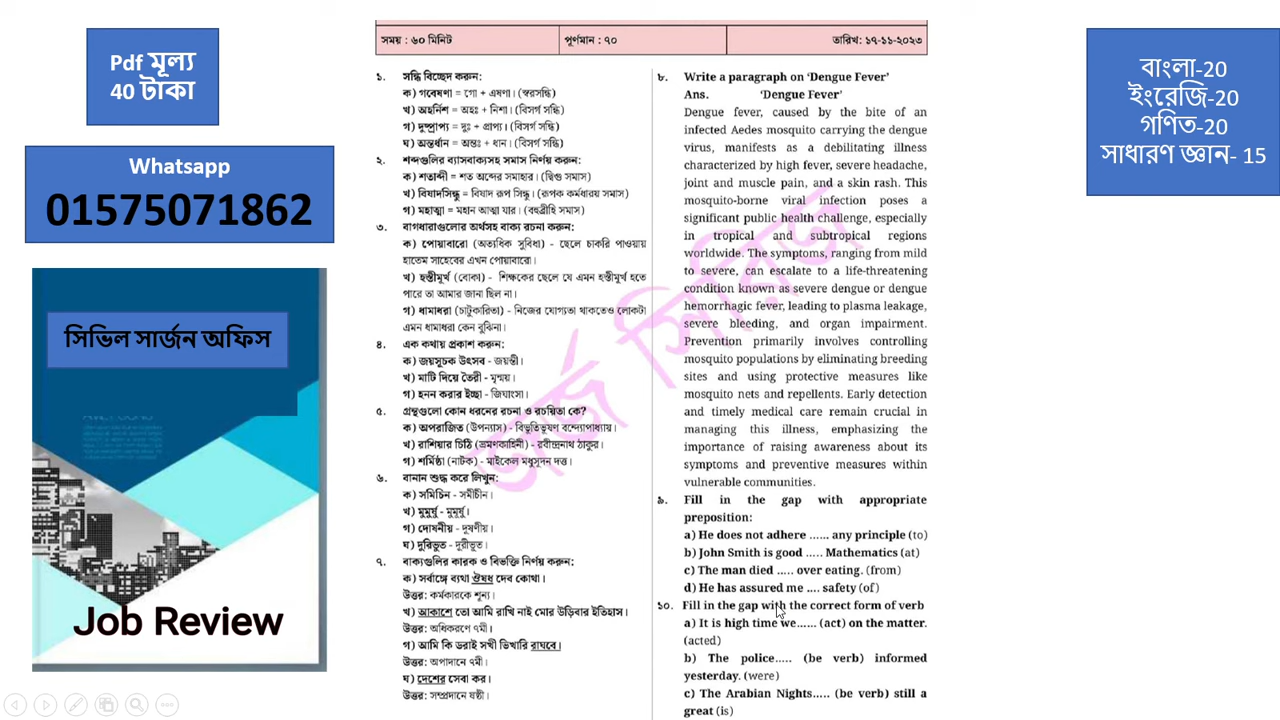 Pdf মূল্য
40 টাকা
Whatsapp
01575071862
সিভিল সার্জন অফিস
Job Review
সময় : ৬০ মিনিট
পূর্ণমান : ৭০
তারিখ: ১৭-১১-২০২৩
১. সন্ধি বিচ্ছেদ করুন:
ক) গবেষণা = গো + এষণা। (স্বরসন্ধি)
খ) অহর্নিশ = অহঃ + নিশা। (বিসর্গ সন্ধি)
গ) দুষ্প্রাপ্য = দুঃ + প্রাপ্য। (বিসর্গ সন্ধি)
ঘ) অন্তর্ধান = অন্তঃ + ধান। (বিসর্গ সন্ধি)
২. শব্দগুলির ব্যাসবাক্যসহ সমাস নির্ণয় করুন:
ক) শতাব্দী = শত অব্দের সমাহার। (দ্বিগু সমাস)
খ) বিষাদসিন্ধু = বিষাদ রূপ সিন্ধু। (রূপক কর্মধারয় সমাস)
গ) মহাত্মা = মহান আত্মা যার। (বহুব্রীহি সমাস)
৩. বাগধারাগুলোর অর্থসহ বাক্য রচনা করুন:
ক) পোয়াবারো (অত্যধিক সুবিধা) - ছেলে চাকরি পাওয়ায়
হাতেম সাহেবের এখন পোয়াবারো।
খ) হস্তীমূর্খ (বোকা) - শিক্ষকের ছেলে যে এমন হস্তীমূর্খ হতে
পারে তা আমার জানা ছিল না।
গ) ধামাধরা (চাটুকারিতা) - নিজের যোগ্যতা থাকতেও লোকটা
এমন ধামাধরা কেন বুঝিনা।
৪. এক কথায় প্রকাশ করুন:
ক) জয়সূচক উৎসব - জয়ন্তী।
খ) মাটি দিয়ে তৈরী - মৃন্ময়।
গ) হনন করার ইচ্ছা - জিঘাংসা।
৫. গ্রন্থগুলো কোন ধরনের রচনা ও রচয়িতা কে?
ক) অপরাজিত (উপন্যাস) - বিভূতিভূষণ বন্দ্যোপাধ্যায়।
খ) রাশিয়ার চিঠি (ভ্রমণকাহিনী) - রবীন্দ্রনাথ ঠাকুর।
গ) শর্মিষ্ঠা (নাটক) - মাইকেল মধুসূদন দত্ত।
৬. বানান শুদ্ধ করে লিখুন:
ক) সমিচিন - সমীচীন।
খ) মুমুর্ষু - মুমূর্ষু।
গ) দোষনীয় - দূষণীয়।
ঘ) দুরিভুত - দূরীভূত।
৭. বাক্যগুলির কারক ও বিভক্তি নির্ণয় করুন:
ক) সর্বাঙ্গে ব্যথা ঔষধ দেব কোথা।
উত্তর: কর্মকারকে শূন্য।
খ) আকাশে তো আমি রাখি নাই মোর উড়িবার ইতিহাস।
উত্তর: অধিকরণে ৭মী।
গ) আমি কি ডরাই সখী ভিখারি রাঘবে।
উত্তর: অপাদানে ৭মী।
ঘ) দেশের সেবা কর।
উত্তর: সম্প্রদানে ষষ্ঠী।
৮. Write a paragraph on ‘Dengue Fever’
Ans. ‘Dengue Fever’
Dengue fever, caused by the bite of an
infected Aedes mosquito carrying the dengue
virus, manifests as a debilitating illness
characterized by high fever, severe headache,
joint and muscle pain, and a skin rash. This
mosquito-borne viral infection poses a
significant public health challenge, especially
in tropical and subtropical regions
worldwide. The symptoms, ranging from mild
to severe, can escalate to a life-threatening
condition known as severe dengue or dengue
hemorrhagic fever, leading to plasma leakage,
severe bleeding, and organ impairment.
Prevention primarily involves controlling
mosquito populations by eliminating breeding
sites and using protective measures like
mosquito nets and repellents. Early detection
and timely medical care remain crucial in
managing this illness, emphasizing the
importance of raising awareness about its
symptoms and preventive measures within
vulnerable communities.
৯. Fill in the gap with appropriate
preposition:
a) He does not adhere ...... any principle (to)
b) John Smith is good ..... Mathematics (at)
c) The man died ..... over eating. (from)
d) He has assured me .... safety (of)
১০. Fill in the gap with the correct form of verb
a) It is high time we...... (act) on the matter.
(acted)
b) The police..... (be verb) informed
yesterday. (were)
c) The Arabian Nights..... (be verb) still a
great (is)
জর্জ সিরিজ
বাংলা-20
ইংরেজি-20
গণিত-20
সাধারণ জ্ঞান- 15